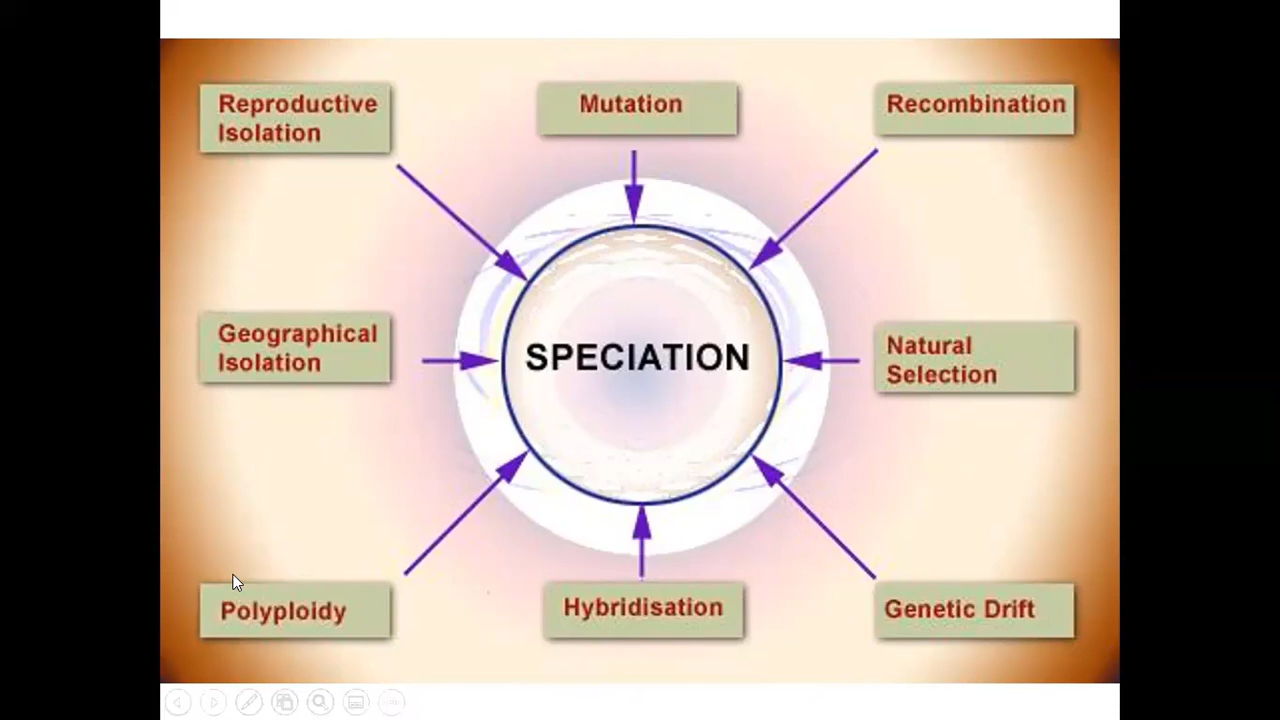 Reproductive
Isolation
Mutation
Recombination
Geographical
Isolation
SPECIATION
Natural
Selection
Polyploidy
Hybridisation
Genetic Drift